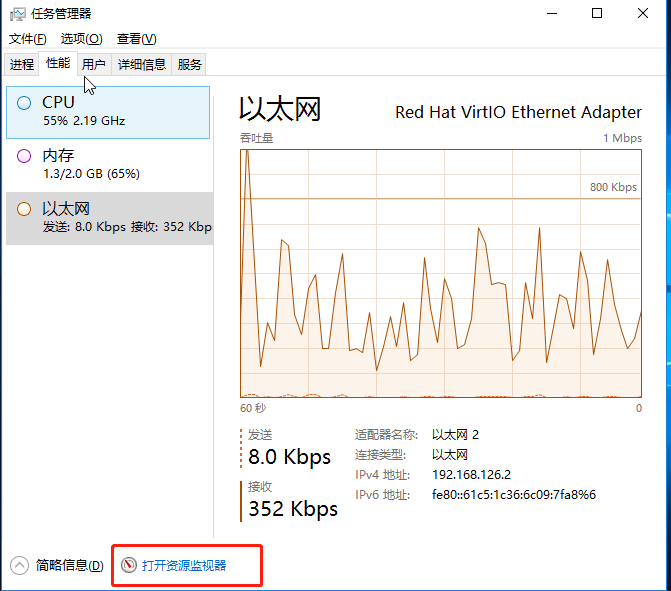 任务管理器
文件(F) 选项(O) 查看(V)
进程 性能 用户 详细信息 服务
CPU
55% 2.19 GHz
内存
1.3/2.0 GB (65%)
以太网
发送: 8.0 Kbps 接收: 352 Kbp
以太网 Red Hat VirtIO Ethernet Adapter
吞吐量 1 Mbps
800 Kbps
60 秒 0
发送
8.0 Kbps
接收
352 Kbps
适配器名称: 以太网 2
连接类型: 以太网
IPv4 地址: 192.168.126.2
IPv6 地址: fe80::61c5:1c36:6c09:7fa8%6
简略信息(D) 打开资源监视器